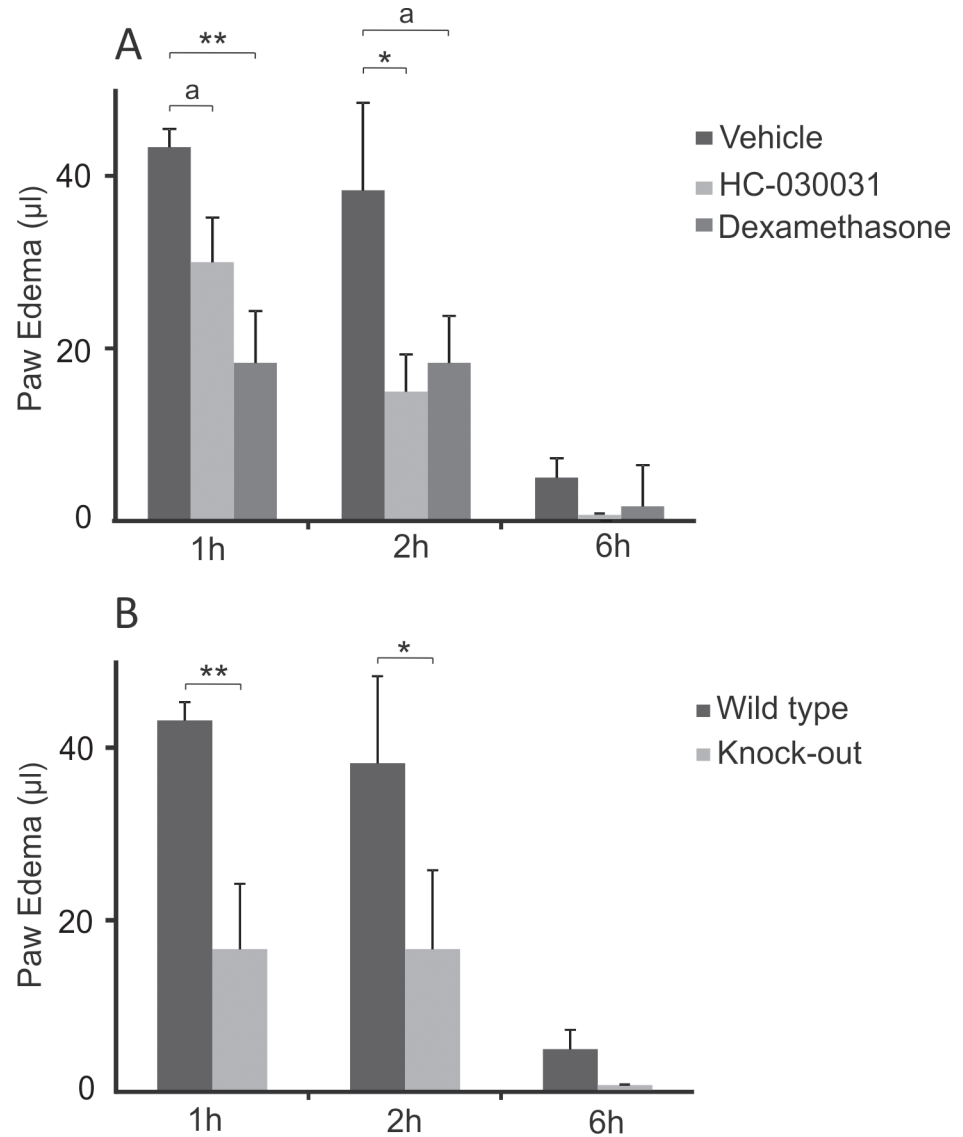 A
**
a
a
*
Vehicle
HC-030031
Dexamethasone
Paw Edema (µl)
40
20
0
1h
2h
6h
B
**
*
Wild type
Knock-out
Paw Edema (µl)
40
20
0
1h
2h
6h